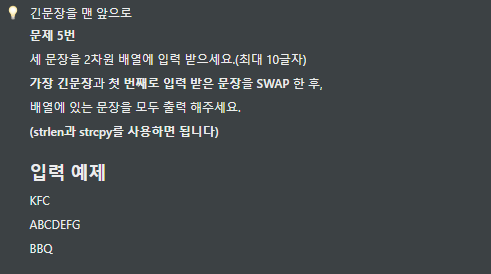 긴문장을 맨 앞으로
문제 5번
세 문장을 2차원 배열에 입력 받으세요.(최대 10글자)
가장 긴문장과 첫 번째로 입력 받은 문장을 SWAP 한 후,
배열에 있는 문장을 모두 출력 해주세요.
(strlen과 strcpy를 사용하면 됩니다)
입력 예제
KFC
ABCDEFG
BBQ